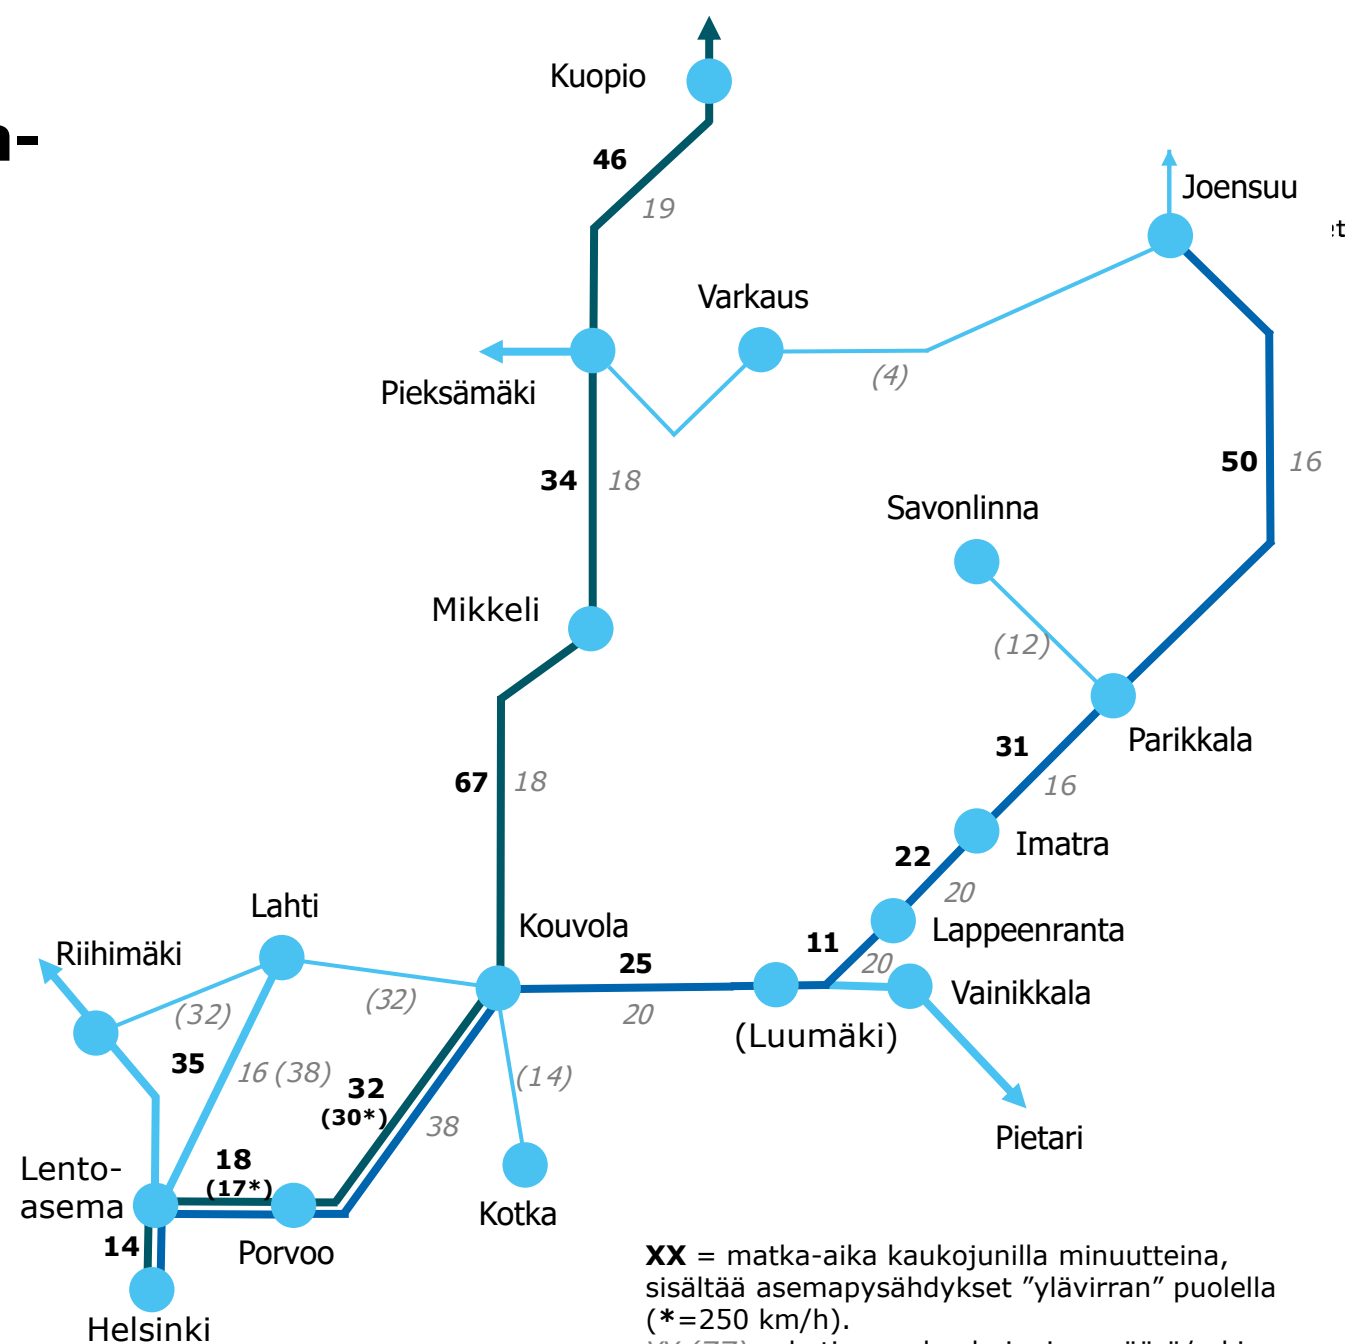 Kuopio
46
19
Joensuu
Varkaus
(4)
Pieksämäki
34
18
50
16
Savonlinna
(12)
Mikkeli
Parikkala
31
16
67
18
Imatra
22
20
Lahti
Kouvola
Lappeenranta
11
20
Riihimäki
25
20
Vainikkala
(32)
(32)
(Luumäki)
35
16 (38)
32
(30*)
38
(14)
Pietari
18
(17*)
Lento-
asema
Kotka
14
Porvoo
Helsinki
XX = matka-aika kaukojunilla minuutteina,
sisältää asemapysähdykset ”ylävirran” puolella
(*=250 km/h).